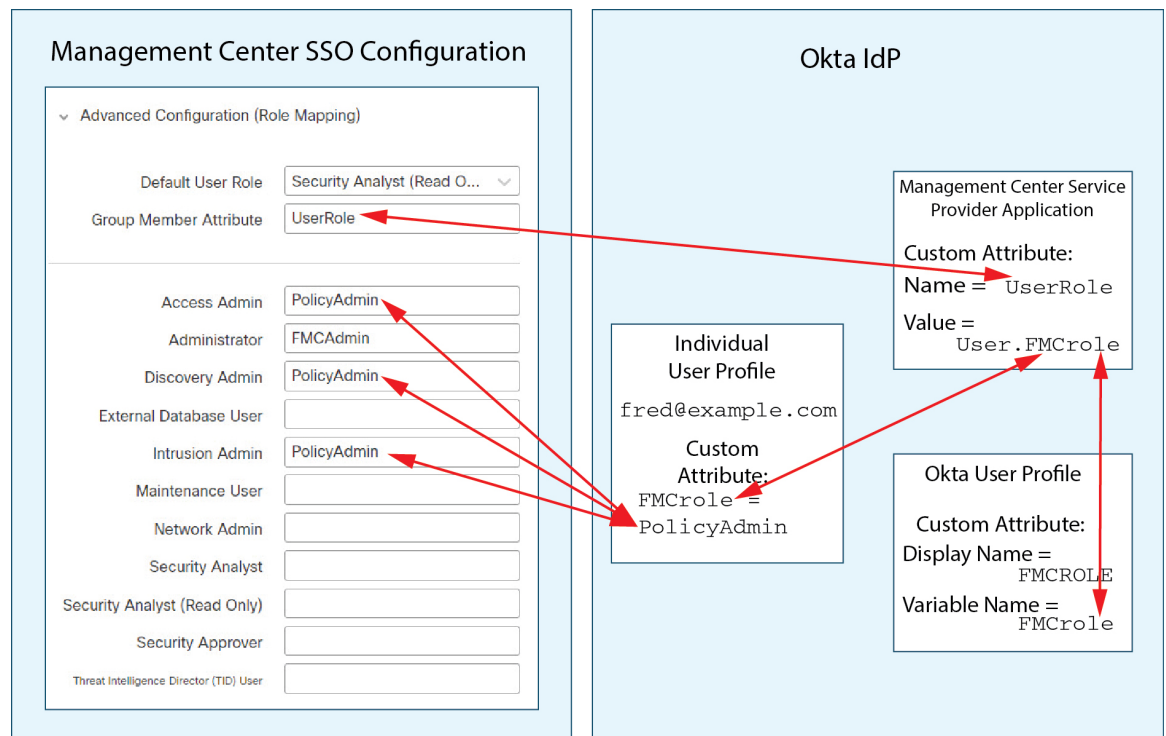 Management Center SSO Configuration
Advanced Configuration (Role Mapping)
Default User Role
Security Analyst (Read O...
Group Member Attribute
UserRole
Access Admin
PolicyAdmin
Administrator
FMCAdmin
Discovery Admin
PolicyAdmin
External Database User
Intrusion Admin
PolicyAdmin
Maintenance User
Network Admin
Security Analyst
Security Analyst (Read Only)
Security Approver
Threat Intelligence Director (TID) User
Okta IdP
Individual
User Profile
fred@example.com
Custom
Attribute:
FMCrole =
PolicyAdmin
Management Center Service
Provider Application
Custom Attribute:
Name = UserRole
Value =
User.FMCrole
Okta User Profile
Custom Attribute:
Display Name =
FMCROLE
Variable Name =
FMCrole